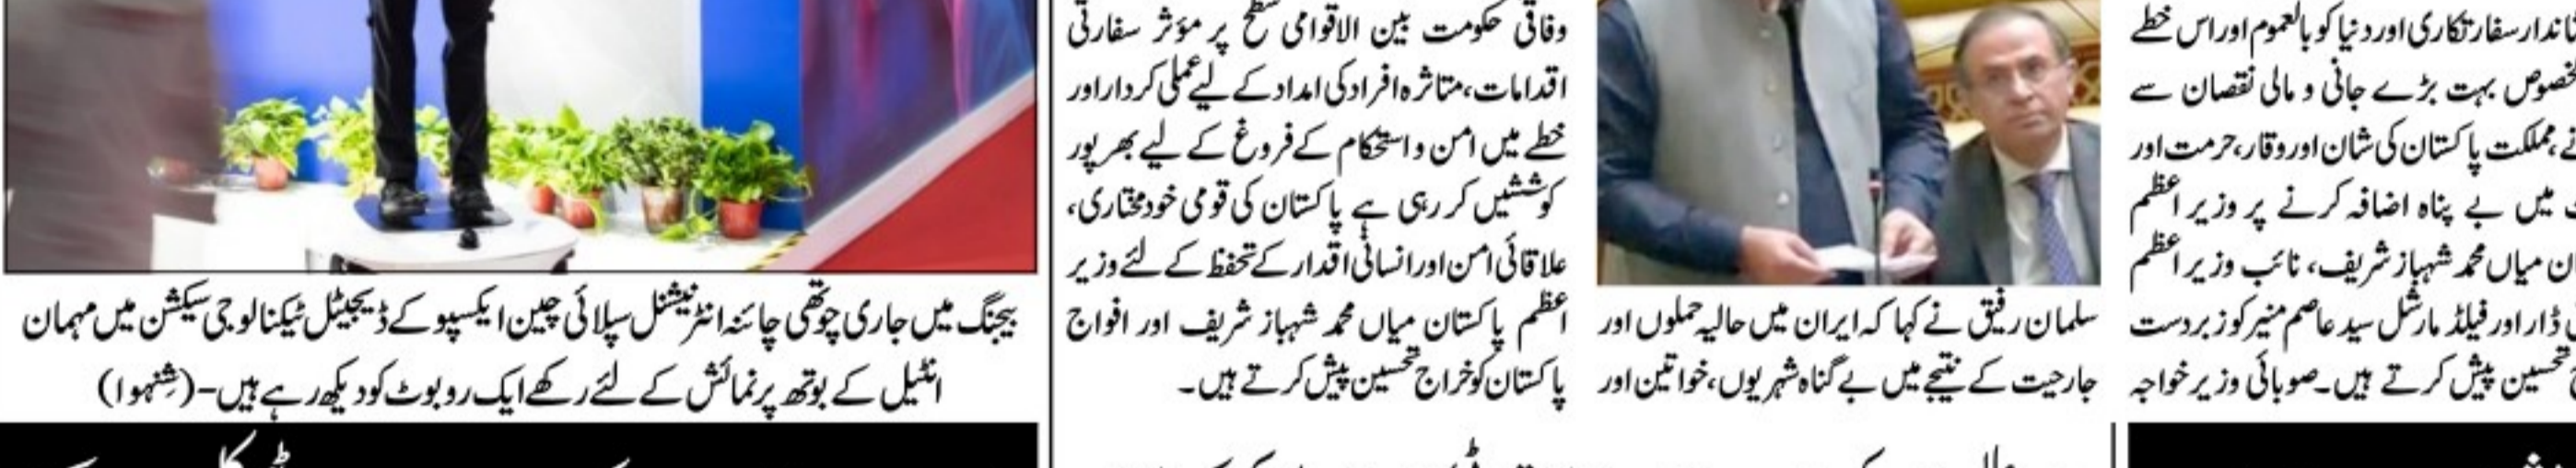 شاندار سفارتکاری اور دنیا کو بالعموم اور اس خطے
بہت بڑے جانی و مالی نقصان سے
مملکت پاکستان کی شان اور وقار، حرمت اور
میں بے پناہ اضافہ کرنے پر وزیر اعظم
میاں محمد شہباز شریف، نائب وزیر اعظم
ڈار اور فیلڈ مارشل سید عاصم منیر کو زبردست
تحسین پیش کرتے ہیں۔ صوبائی وزیر خواجہ
سلمان رفیق نے کہا کہ ایران میں حالیہ حملوں اور
جارحیت کے نتیجے میں بے گناہ شہریوں، خواتین اور
وفاقی حکومت بین الاقوامی سطح پر مؤثر سفارتی
اقدامات، متاثرہ افراد کی امداد کے لیے عملی کردار اور
خطے میں امن و استحکام کے فروغ کے لیے بھرپور
کوششیں کر رہی ہے پاکستان کی قومی خودمختاری،
علاقائی امن اور انسانی اقدار کے تحفظ کے لئے وزیر
اعظم پاکستان میاں محمد شہباز شریف اور افواج
پاکستان کو خراج تحسین پیش کرتے ہیں۔
بیجنگ میں جاری چوتھی چائنہ انٹرنیشنل سپلائی چین ایکسپو کے ڈیجیٹل ٹیکنالوجی سیکشن میں مہمان
انٹیل کے بوتھ پر نمائش کے لئے رکھے ایک روبوٹ کو دیکھ رہے ہیں-(شِنہوا)